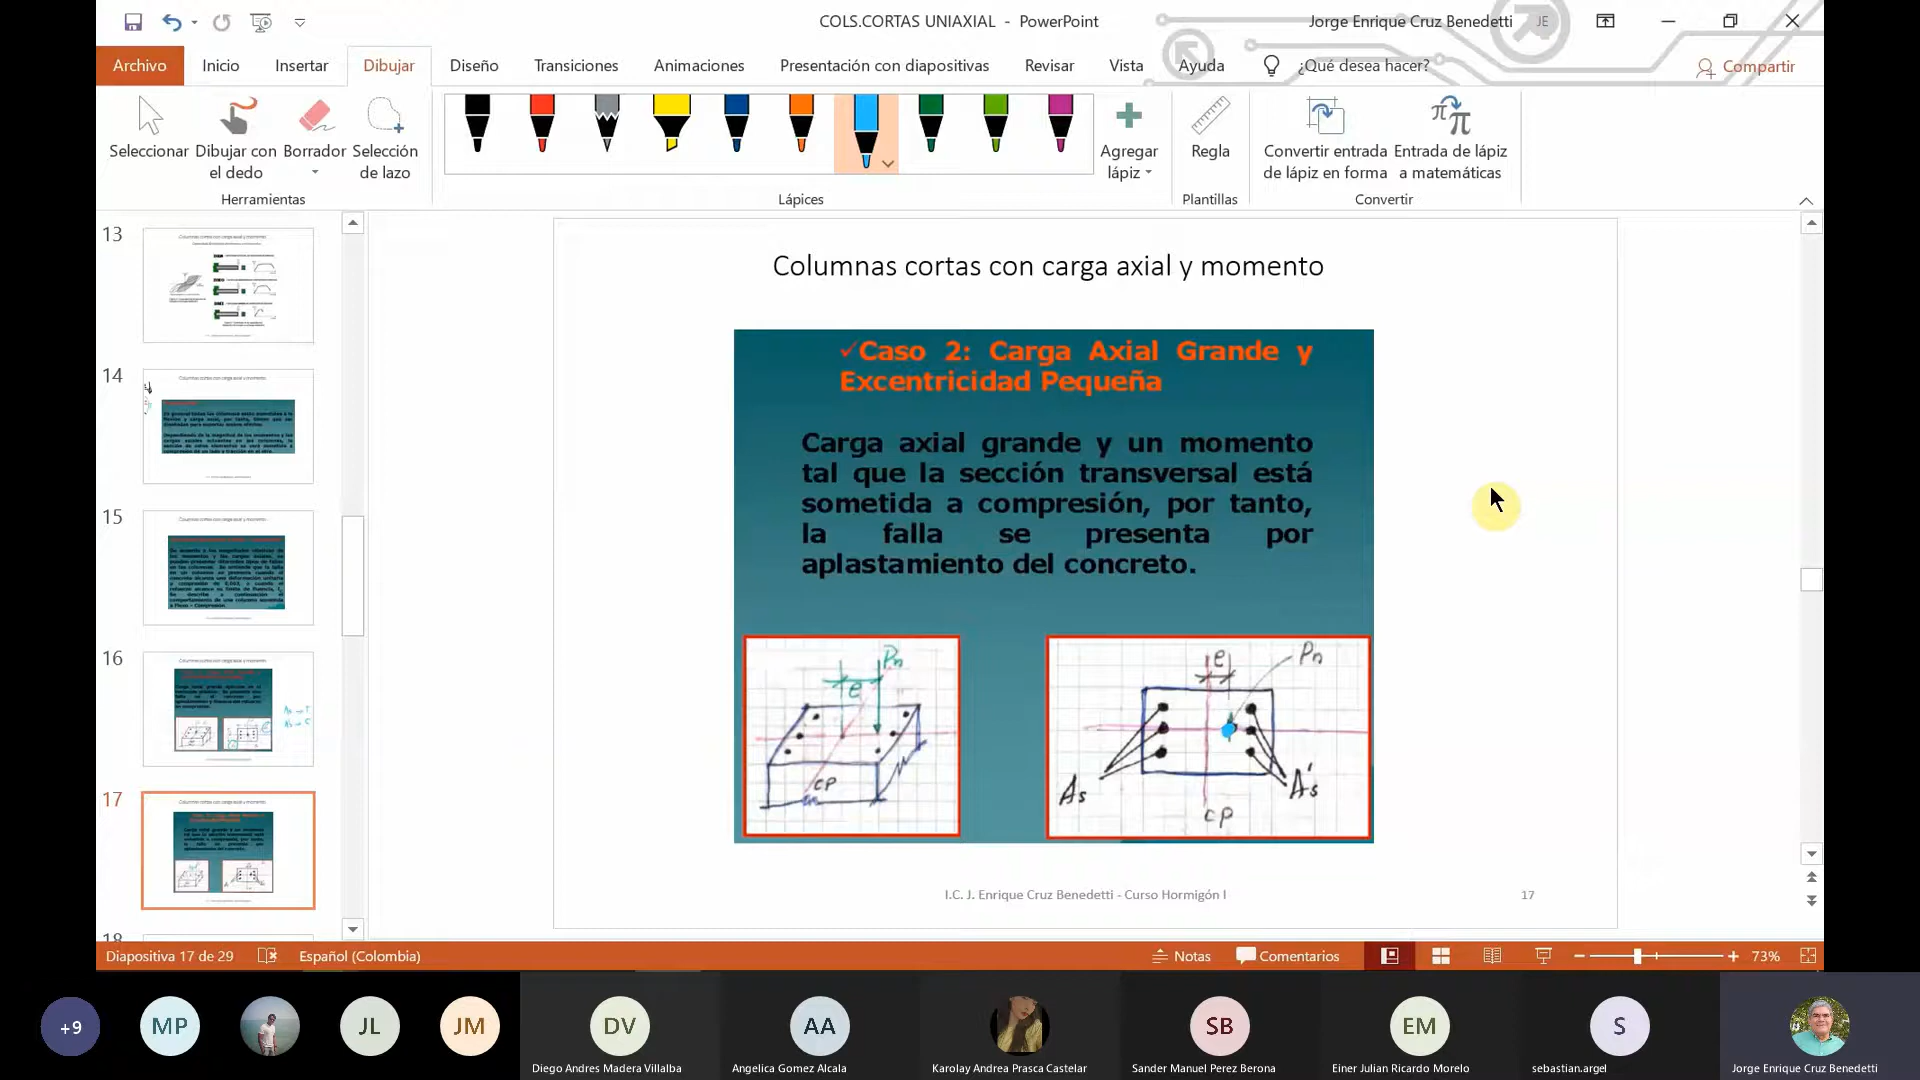 COLS.CORTAS UNIAXIAL - PowerPoint
Jorge Enrique Cruz Benedetti
JE
Archivo
Inicio
Insertar
Dibujar
Diseño
Transiciones
Animaciones
Presentación con diapositivas
Revisar
Vista
Ayuda
¿Qué desea hacer?
Compartir
Seleccionar
Dibujar con el dedo
Borrador
Selección de lazo
Agregar lápiz
Regla
Convertir entrada de lápiz en forma
Entrada de lápiz a matemáticas
Herramientas
Lápices
Plantillas
Convertir
13
14
15
16
17
18
Columnas cortas con carga axial y momento
✓Caso 2: Carga Axial Grande y
Excentricidad Pequeña
Carga axial grande y un momento
tal que la sección transversal está
sometida a compresión, por tanto,
la falla se presenta por
aplastamiento del concreto.
Pn
e
CP
e
Pn
As
A's
CP
I.C. J. Enrique Cruz Benedetti - Curso Hormigón I
17
Diapositiva 17 de 29
Español (Colombia)
Notas
Comentarios
73%
+9
MP
JL
JM
DV
AA
SB
EM
S
Diego Andres Madera Villalba
Angelica Gomez Alcala
Karolay Andrea Prasca Castelar
Sander Manuel Perez Berona
Einer Julian Ricardo Morelo
sebastian.argel
Jorge Enrique Cruz Benedetti